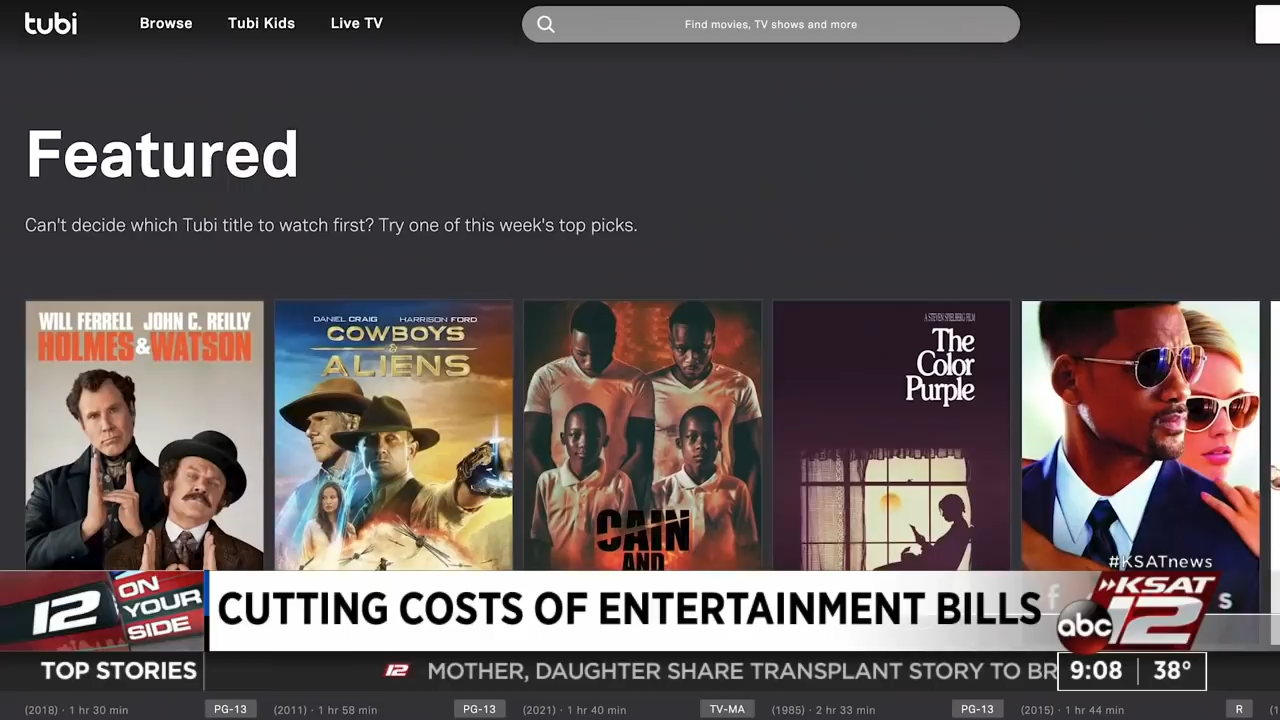 tubi
Browse
Tubi Kids
Live TV
Find movies, TV shows and more
Featured
Can't decide which Tubi title to watch first? Try one of this week's top picks.
WILL FERRELL JOHN C. REILLY
HOLMES & WATSON
DANIEL CRAIG HARRISON FORD
COWBOYS
&
ALIENS
CAIN
AND
A STEVEN SPIELBERG FILM
The
Color
Purple
#KSATnews
12 ON YOUR SIDE
CUTTING COSTS OF ENTERTAINMENT BILLS
f
s
KSAT
abc 12
TOP STORIES
12 MOTHER, DAUGHTER SHARE TRANSPLANT STORY TO BR
9:08 38°
(2018) · 1 hr 30 min PG-13
(2011) · 1 hr 58 min PG-13
(2021) · 1 hr 40 min TV-MA
(1985) · 2 hr 33 min PG-13
(2015) · 1 hr 44 min R